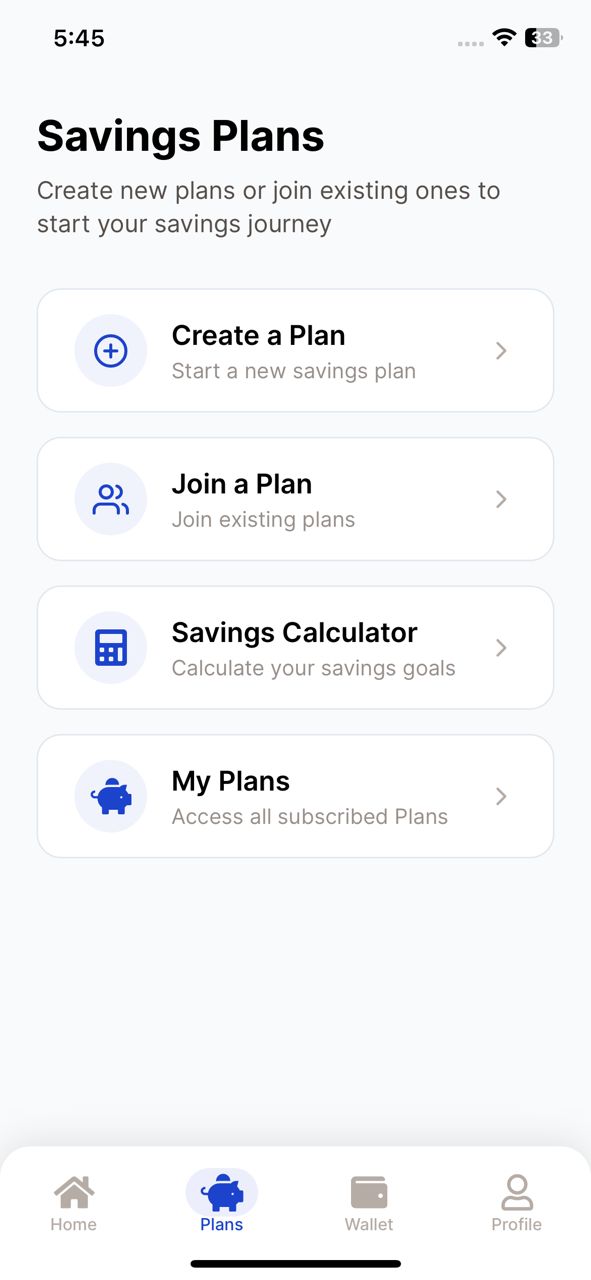 5:45
33
Savings Plans
Create new plans or join existing ones to
start your savings journey
Create a Plan
Start a new savings plan
Join a Plan
Join existing plans
Savings Calculator
Calculate your savings goals
My Plans
Access all subscribed Plans
Home
Plans
Wallet
Profile